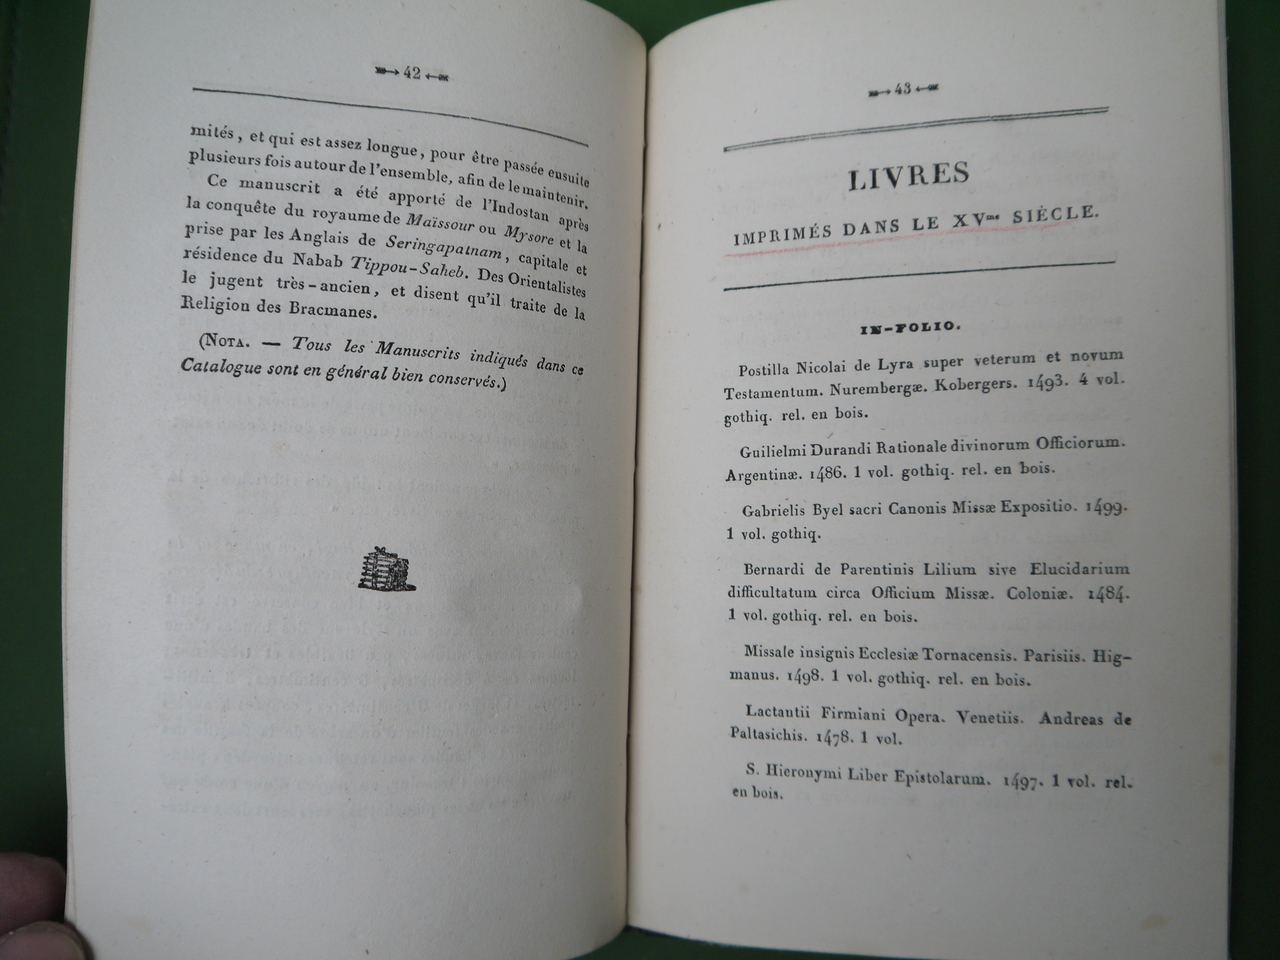 42
mités, et qui est assez longue, pour être passée ensuite
plusieurs fois autour de l'ensemble, afin de le maintenir.
Ce manuscrit a été apporté de l'Indostan après
la conquête du royaume de Maïssour ou Mysore et la
prise par les Anglais de Seringapatnam, capitale et
résidence du Nabab Tippou-Saheb. Des Orientalistes
le jugent très-ancien, et disent qu'il traite de la
Religion des Bracmanes.
(NOTA. — Tous les Manuscrits indiqués dans ce
Catalogue sont en général bien conservés.)
43
LIVRES
IMPRIMÉS DANS LE XVme SIÈCLE.
IN-FOLIO.
Postilla Nicolai de Lyra super veterum et novum
Testamentum. Nurembergæ. Kobergers. 1493. 4 vol.
gothiq. rel. en bois.
Guilielmi Durandi Rationale divinorum Officiorum.
Argentinæ. 1486. 1 vol. gothiq. rel. en bois.
Gabrielis Byel sacri Canonis Missæ Expositio. 1499.
1 vol. gothiq.
Bernardi de Parentinis Lilium sive Elucidarium
difficultatum circa Officium Missæ. Coloniæ. 1484.
1 vol. gothiq. rel. en bois.
Missale insignis Ecclesiæ Tornacensis. Parisiis. Hig-
manus. 1498. 1 vol. gothiq. rel. en bois.
Lactantii Firmiani Opera. Venetiis. Andreas de
Paltasichis. 1478. 1 vol.
S. Hieronymi Liber Epistolarum. 1497. 1 vol. rel.
en bois.